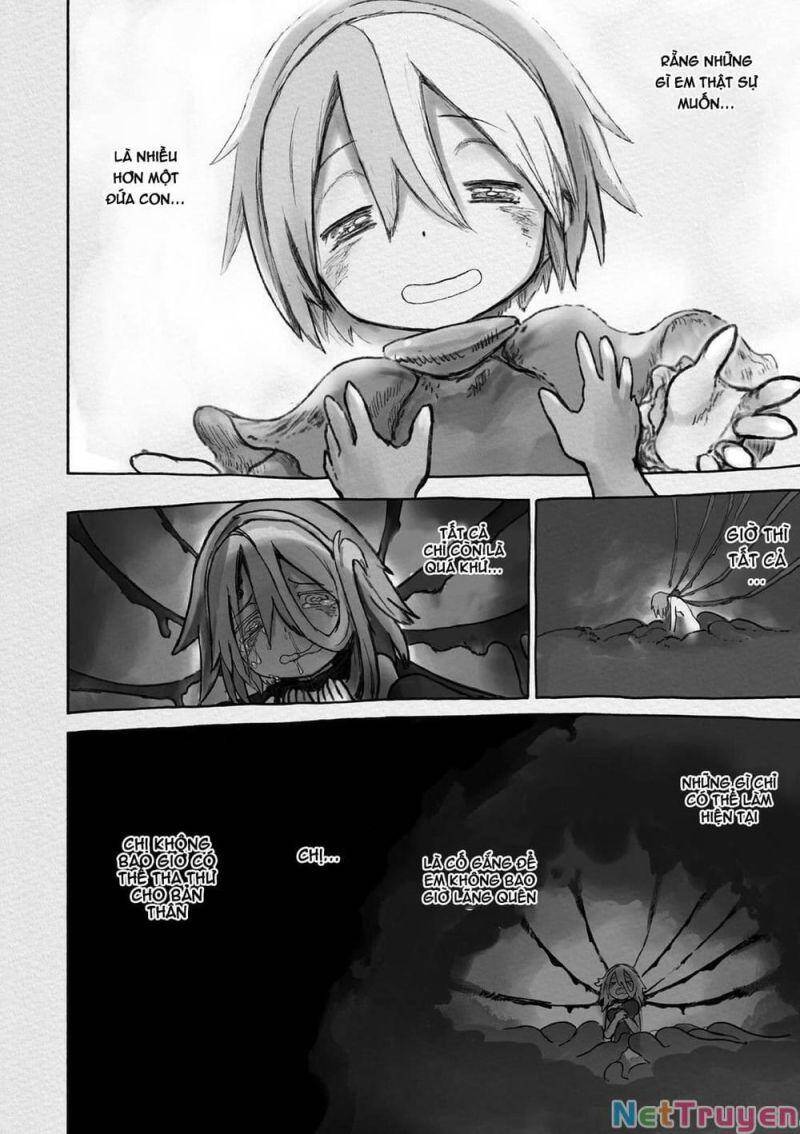 RẰNG NHỮNG
GÌ EM THẬT SỰ
MUỐN...
LÀ NHIỀU
HƠN MỘT
ĐỨA CON...
GIỜ THÌ
TẤT CẢ
...
TẤT CẢ
CHỈ CÒN LÀ
QUÁ KHỨ...
NHỮNG GÌ CHỊ
CÓ THỂ LÀM
HIỆN TẠI
LÀ CỐ GẮNG ĐỂ
EM KHÔNG BAO
GIỜ LÃNG QUÊN
CHỊ...
CHỊ KHÔNG
BAO GIỜ CÓ
THỂ THA THỨ
CHO BẢN
THÂN
NetTruyen